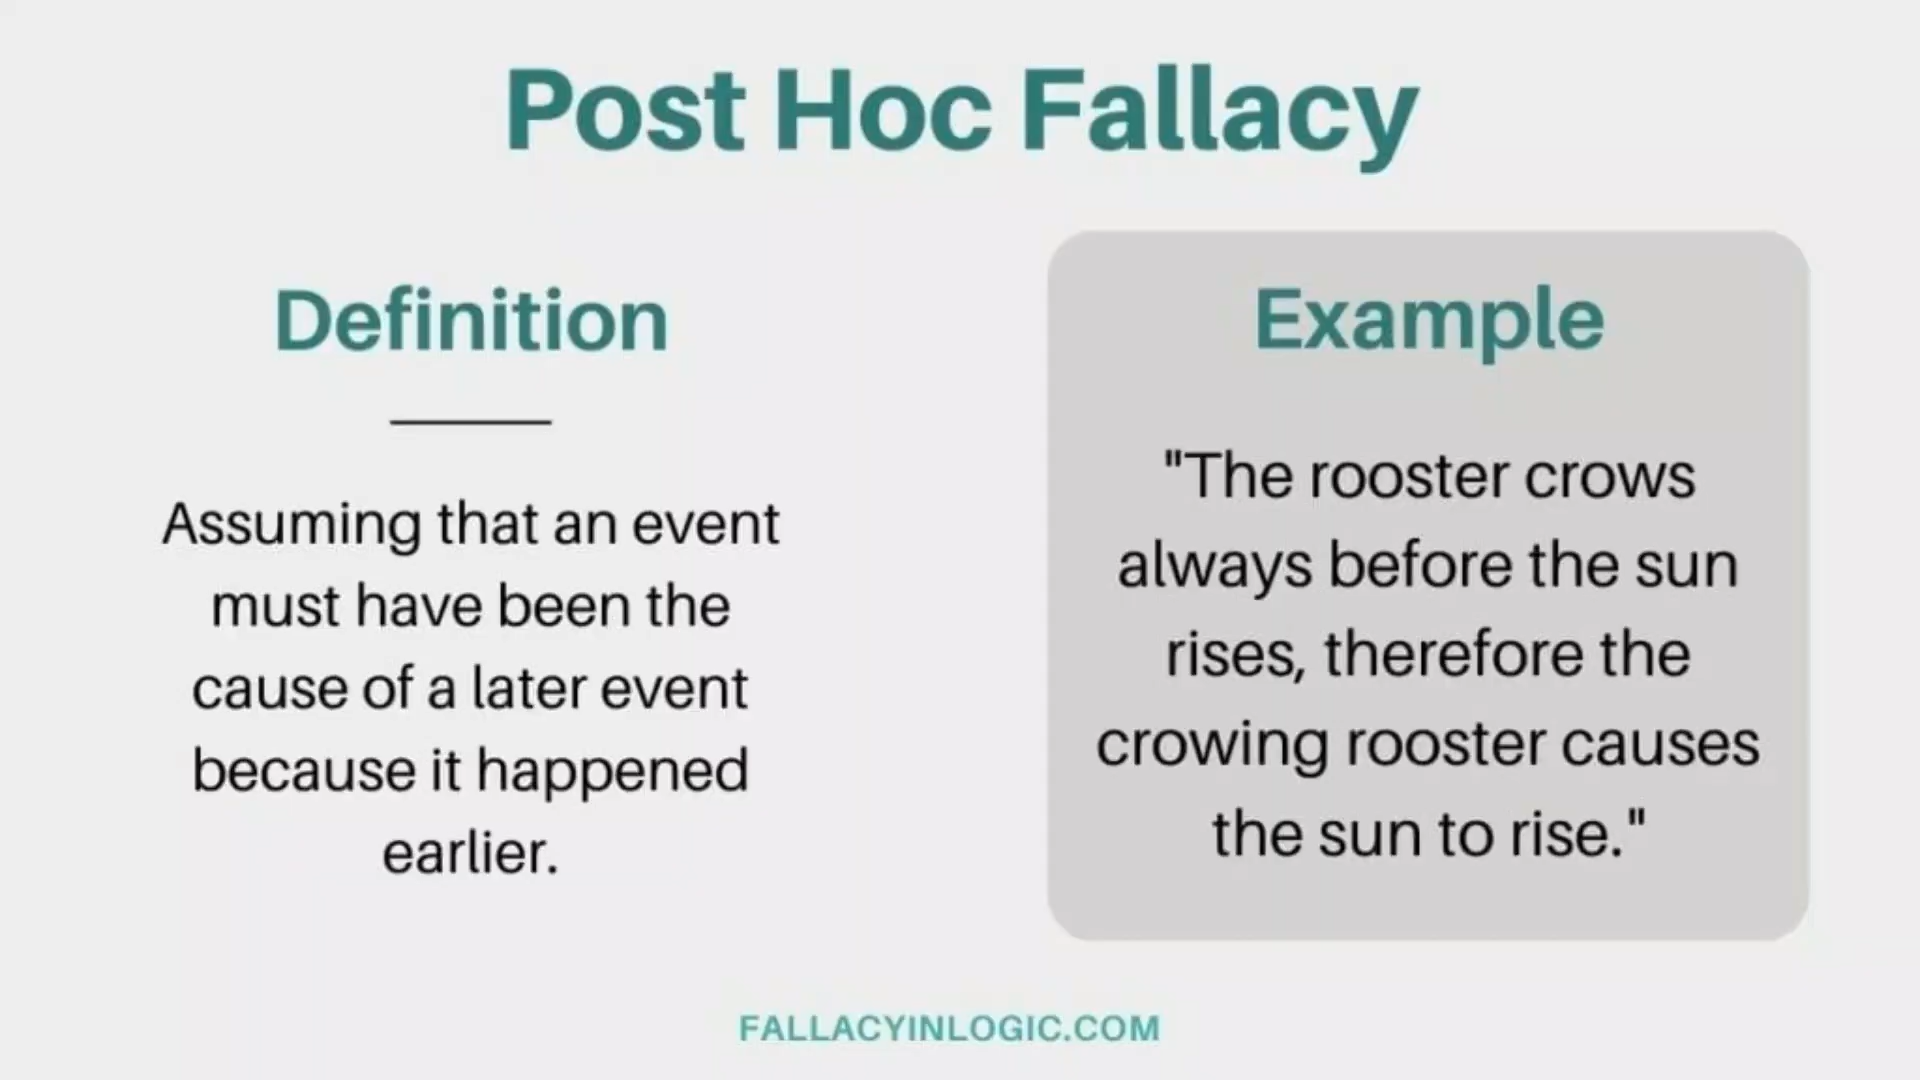 Post Hoc Fallacy
Definition
Assuming that an event
must have been the
cause of a later event
because it happened
earlier.
Example
"The rooster crows
always before the sun
rises, therefore the
crowing rooster causes
the sun to rise."
FALLACYINLOGIC.COM